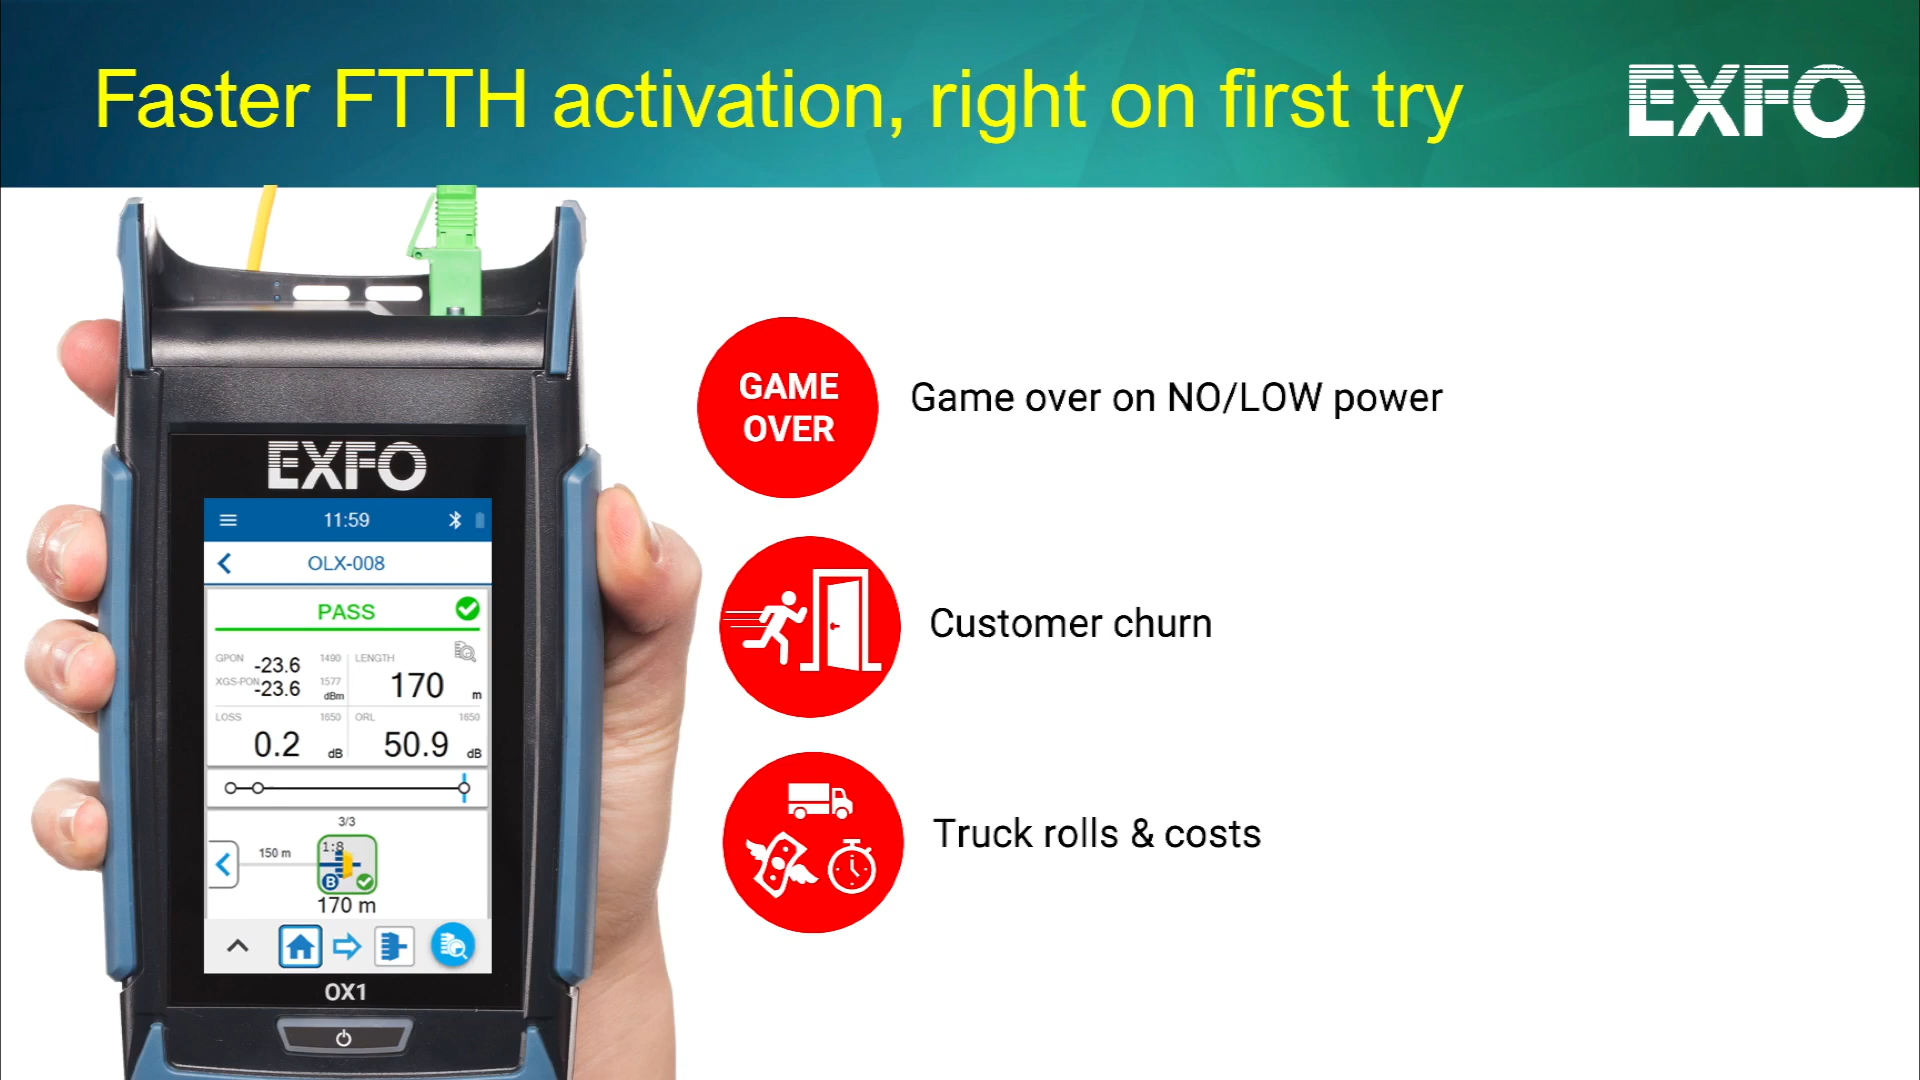 Faster FTTH activation, right on first try
EXFO
EXFO
11:59
OLX-008
PASS
GPON -23.6 1490
XGS-PON -23.6 1577 dBm
LENGTH
170 m
LOSS 1650
0.2 dB
ORL 1650
50.9 dB
3/3
150 m
1:8
B
170 m
OX1
GAME
OVER
Game over on NO/LOW power
Customer churn
Truck rolls & costs